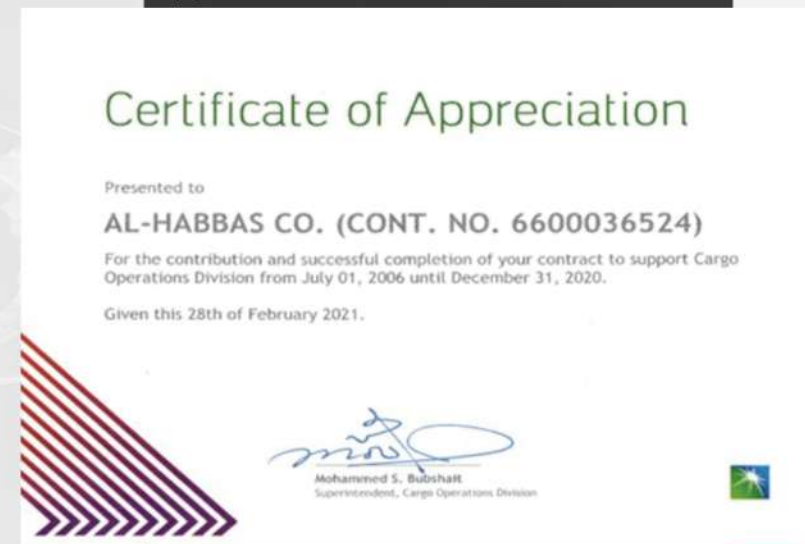 Certificate of Appreciation
Presented to
AL-HABBAS CO. (CONT. NO. 6600036524)
For the contribution and successful completion of your contract to support Cargo
Operations Division from July 01, 2006 until December 31, 2020.
Given this 28th of February 2021.
Mohammed S. Bubshait
Superintendent, Cargo Operations Division